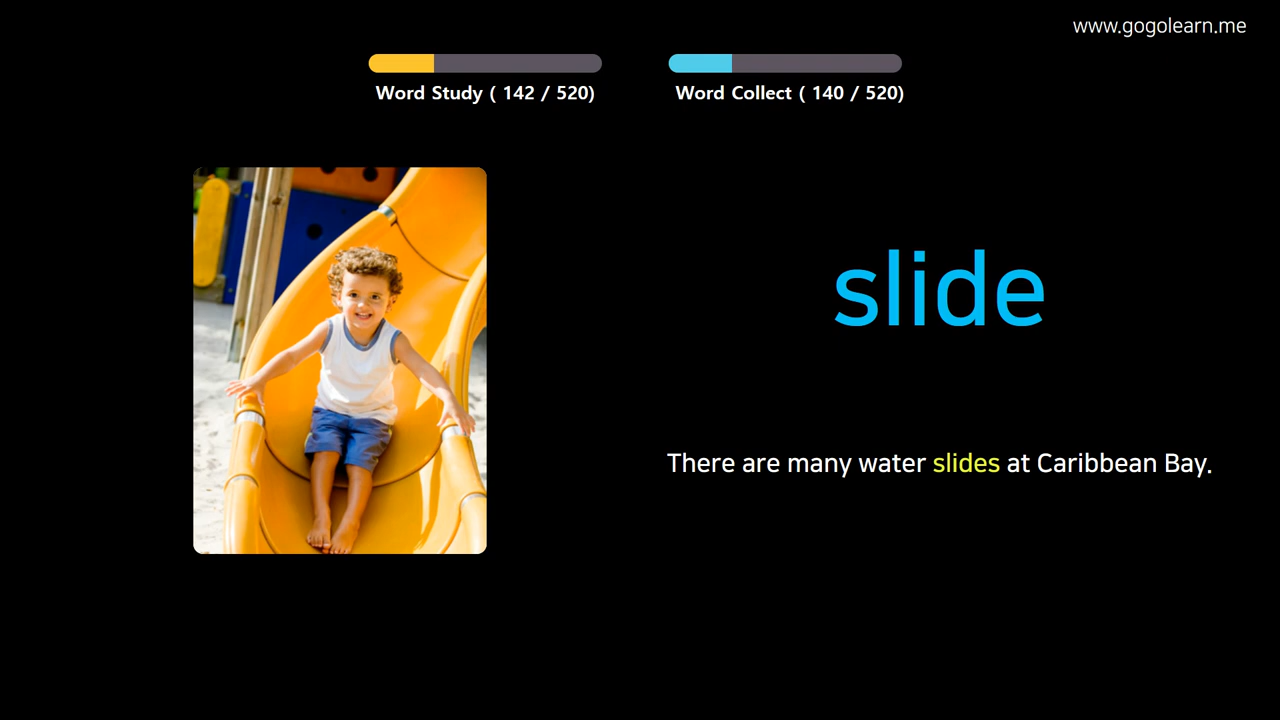 www.gogolearn.me
Word Study ( 142 / 520)
Word Collect ( 140 / 520)
slide
There are many water slides at Caribbean Bay.